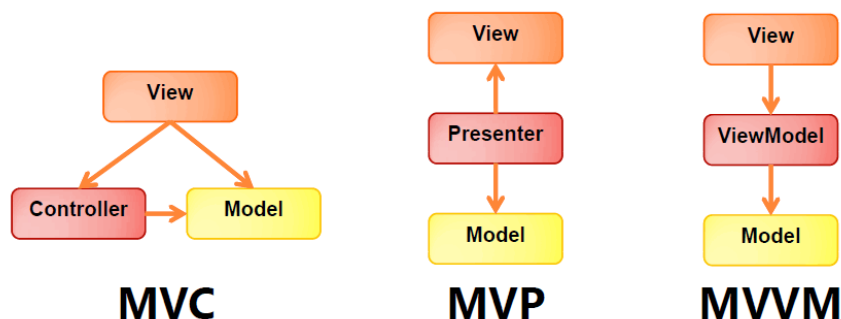 View
Controller
Model
MVC
View
Presenter
Model
MVP
View
ViewModel
Model
MVVM